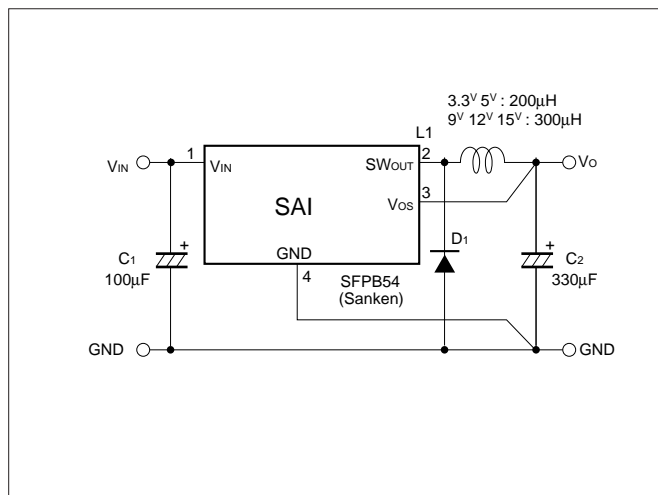 3.3V 5V : 200μH
9V 12V 15V : 300μH
L1
1
2
VIN
VIN
SWOUT
VO
3
SAI
VOS
D1
GND
C1
100μF
+
4
SFPB54
(Sanken)
C2
330μF
+
GND
GND